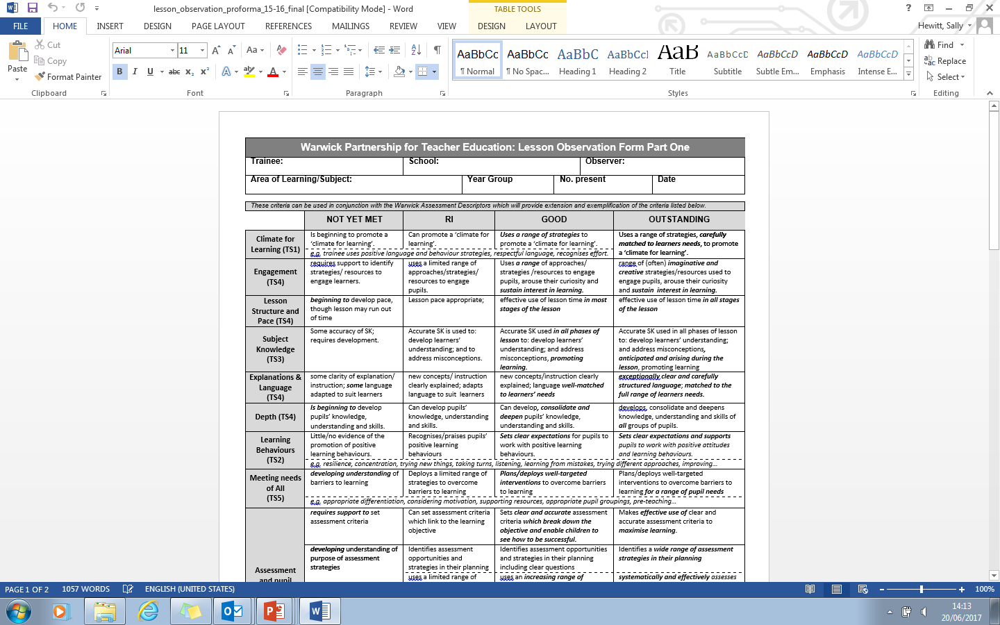 lesson_observation_proforma_15-16_final [Compatibility Mode] - Word
TABLE TOOLS
FILE HOME INSERT DESIGN PAGE LAYOUT REFERENCES MAILINGS REVIEW VIEW DESIGN LAYOUT Hewitt, Sally
Cut
Copy
Format Painter
Paste
Clipboard
Arial 11
Font
Paragraph
AaBbCc AaBbCc AaBbC AaBbCcI AaB AaBbCcD AaBbCcD AaBbCcD AaBbCcD
¶ Normal ¶ No Spac... Heading 1 Heading 2 Title Subtitle Subtle Em... Emphasis Intense E...
Styles
Find
Replace
Select
Editing
Warwick Partnership for Teacher Education: Lesson Observation Form Part One
Trainee: School: Observer:
Area of Learning/Subject: Year Group No. present Date
These criteria can be used in conjunction with the Warwick Assessment Descriptors which will provide extension and exemplification of the criteria listed below.
NOT YET MET RI GOOD OUTSTANDING
Climate for
Learning (TS1)
Is beginning to promote a
‘climate for learning’.
Can promote a ‘climate for
learning’.
Uses a range of strategies to
promote a ‘climate for learning’.
Uses a range of strategies, carefully
matched to learners needs, to promote
a ‘climate for learning’.
e.g. trainee uses positive language and behaviour strategies, respectful language, recognises effort.
Engagement
(TS4)
requires support to identify
strategies/ resources to
engage learners.
uses a limited range of
approaches/strategies/
resources to engage
pupils.
Uses a range of approaches/
strategies /resources to engage
pupils, arouse their curiosity and
sustain interest in learning.
range of (often) imaginative and
creative strategies/resources used to
engage pupils, arouse their curiosity
and sustain interest in learning.
Lesson
Structure and
Pace (TS4)
beginning to develop pace,
though lesson may run out
of time
Lesson pace appropriate;
effective use of lesson time in most
stages of the lesson
effective use of lesson time in all stages
of the lesson
Subject
Knowledge
(TS3)
Some accuracy of SK;
requires development.
Accurate SK is used to:
develop learners’
understanding; and to
address misconceptions.
Accurate SK used in all phases of
lesson to: develop learners’
understanding; and address
misconceptions, promoting
learning.
Accurate SK used in all phases of lesson
to: develop learners’ understanding;
and address misconceptions,
anticipated and arising during the
lesson, promoting learning
Explanations &
Language
(TS4)
some clarity of explanation/
instruction; some language
adapted to suit learners
new concepts/ instruction
clearly explained; adapts
language to suit learners
new concepts/instruction clearly
explained; language well-matched
to learners’ needs
exceptionally clear and carefully
structured language; matched to the
full range of learners needs.
Depth (TS4)
Is beginning to develop
pupils’ knowledge,
understanding and skills.
Can develop pupils’
knowledge, understanding
and skills.
Can develop, consolidate and
deepen pupils’ knowledge,
understanding and skills.
develops, consolidate and deepens
knowledge, understanding and skills of
all groups of pupils.
Learning
Behaviours
(TS2)
Little/no evidence of the
promotion of positive
learning behaviours.
Recognises/praises pupils’
positive learning
behaviours
Sets clear expectations for pupils to
work with positive learning
behaviours.
Sets clear expectations and supports
pupils to work with positive attitudes
and learning behaviours.
e.g. resilience, concentration, trying new things, taking turns, listening, learning from mistakes, trying different approaches, improving...
Meeting needs
of All
(TS5)
developing understanding of
barriers to learning
Deploys a limited range of
strategies to overcome
barriers to learning
Plans/deploys well-targeted
interventions to overcome barriers
to learning
Plans/deploys well-targeted
interventions to overcome barriers to
learning for a range of pupil needs
e.g. appropriate differentiation, considering motivation, supporting resources, appropriate pupil groupings, pre-teaching...
Assessment
and pupil
requires support to set
assessment criteria
Can set assessment criteria
which link to the learning
objective
Sets clear and accurate assessment
criteria which break down the
objective and enable children to
see how to be successful.
Makes effective use of clear and
accurate assessment criteria to
maximise learning.
developing understanding of
purpose of assessment
strategies
Identifies assessment
opportunities and
strategies in their planning
Identifies assessment opportunities
and strategies in their planning
including clear questions
Identifies a wide range of assessment
strategies in their planning
uses a limited range of
uses an increasing range of
systematically and effectively assesses
PAGE 1 OF 2 1057 WORDS ENGLISH (UNITED STATES) 100%
14:13
20/06/2017